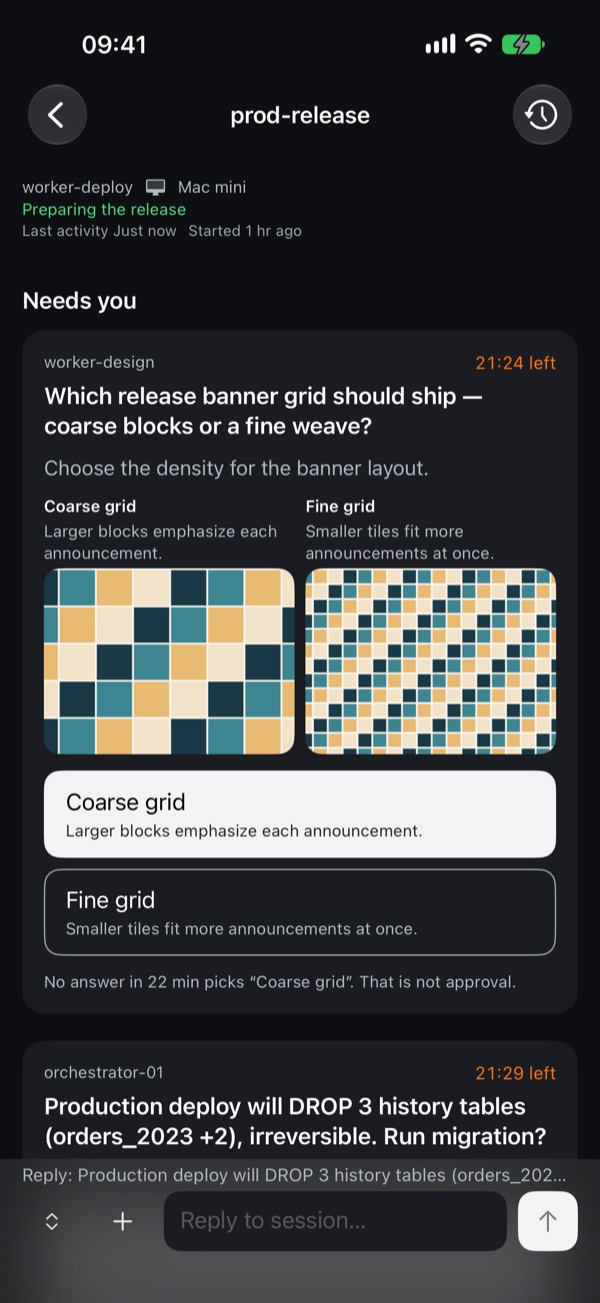 09:41
prod-release
worker-deploy Mac mini
Preparing the release
Last activity Just now Started 1 hr ago
Needs you
worker-design 21:24 left
Which release banner grid should ship —
coarse blocks or a fine weave?
Choose the density for the banner layout.
Coarse grid
Larger blocks emphasize each
announcement.
Fine grid
Smaller tiles fit more
announcements at once.
Coarse grid
Larger blocks emphasize each announcement.
Fine grid
Smaller tiles fit more announcements at once.
No answer in 22 min picks “Coarse grid”. That is not approval.
orchestrator-01 21:29 left
Production deploy will DROP 3 history tables
(orders_2023 +2), irreversible. Run migration?
Reply: Production deploy will DROP 3 history tables (orders_202...
Reply to session...